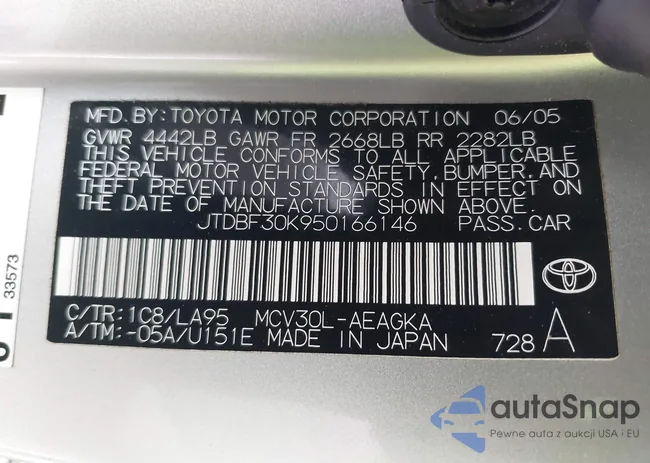 MFD. BY: TOYOTA MOTOR CORPORATION 06/05
GVWR 4442LB GAWR FR 2668LB RR 2282LB
THIS VEHICLE CONFORMS TO ALL APPLICABLE
FEDERAL MOTOR VEHICLE SAFETY, BUMPER, AND
THEFT PREVENTION STANDARDS IN EFFECT ON
THE DATE OF MANUFACTURE SHOWN ABOVE.
JTDBF30K950166146 PASS. CAR
C/TR: 1C8/LA95 MCV30L-AEAGKA
A/TM: -05A/U151E MADE IN JAPAN 728 A
33573
autaSnap
Pewne auta z aukcji USA i EU